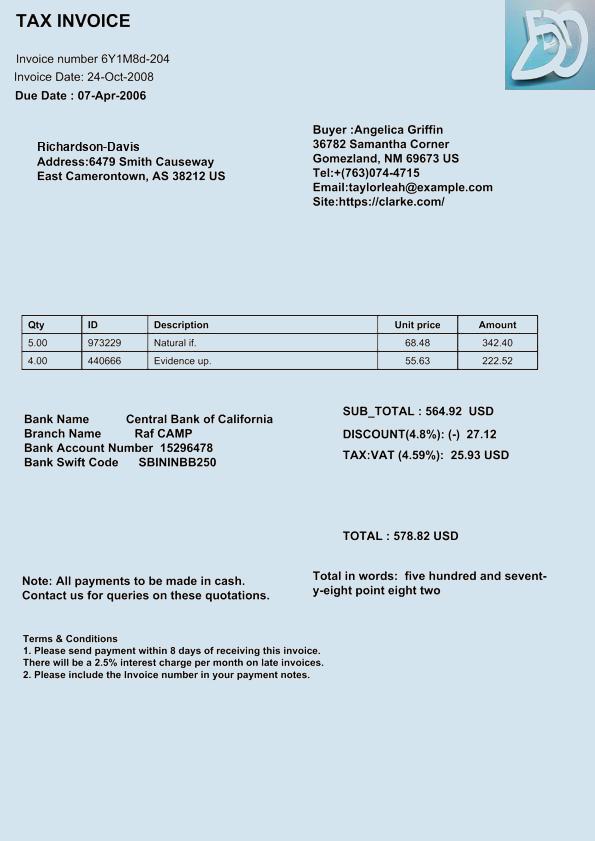 TAX INVOICE
Invoice number 6Y1M8d-204
Invoice Date: 24-Oct-2008
Due Date : 07-Apr-2006
Richardson-Davis
Address:6479 Smith Causeway
East Camerontown, AS 38212 US
Buyer :Angelica Griffin
36782 Samantha Corner
Gomezland, NM 69673 US
Tel:+(763)074-4715
Email:taylorleah@example.com
Site:https://clarke.com/
Qty ID Description Unit price Amount
5.00 973229 Natural if. 68.48 342.40
4.00 440666 Evidence up. 55.63 222.52
Bank Name Central Bank of California
Branch Name Raf CAMP
Bank Account Number 15296478
Bank Swift Code SBININBB250
SUB_TOTAL : 564.92 USD
DISCOUNT(4.8%): (-) 27.12
TAX:VAT (4.59%): 25.93 USD
TOTAL : 578.82 USD
Note: All payments to be made in cash.
Contact us for queries on these quotations.
Total in words: five hundred and sevent-
y-eight point eight two
Terms & Conditions
1. Please send payment within 8 days of receiving this invoice.
There will be a 2.5% interest charge per month on late invoices.
2. Please include the Invoice number in your payment notes.